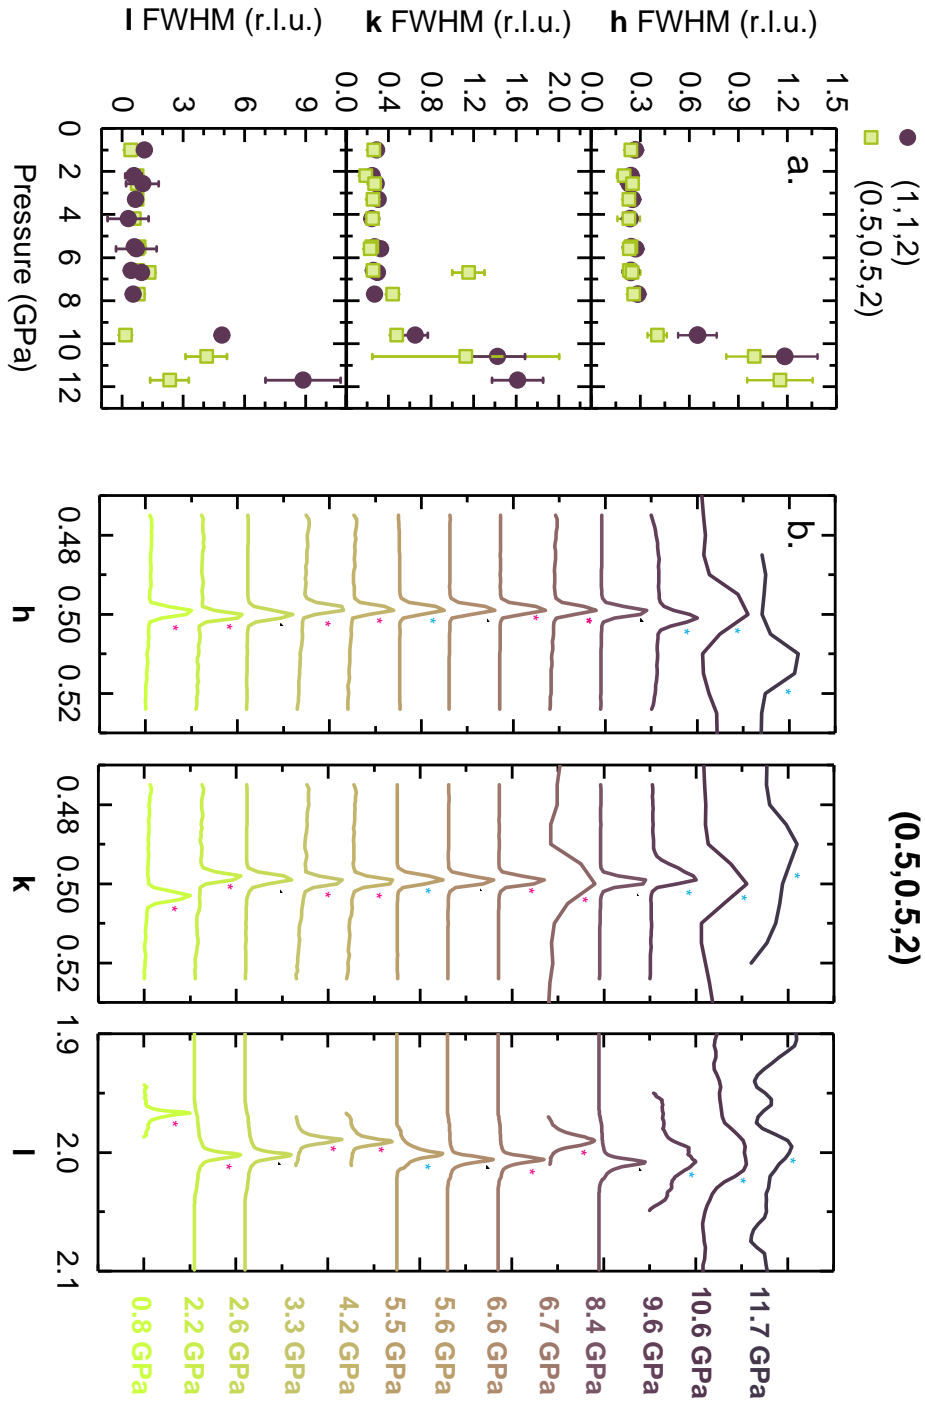 (1,1,2)
(0.5,0.5,2)
a.
h FWHM (r.l.u.)
1.5
1.2
0.9
0.6
0.3
0.0
k FWHM (r.l.u.)
2.0
1.6
1.2
0.8
0.4
0.0
l FWHM (r.l.u.)
9
6
3
0
0 2 4 6 8 10 12
Pressure (GPa)
(0.5,0.5,2)
b.
0.48 0.50 0.52
h
0.48 0.50 0.52
k
1.9 2.0 2.1
l
11.7 GPa
10.6 GPa
9.6 GPa
8.4 GPa
6.7 GPa
6.6 GPa
5.6 GPa
5.5 GPa
4.2 GPa
3.3 GPa
2.6 GPa
2.2 GPa
0.8 GPa